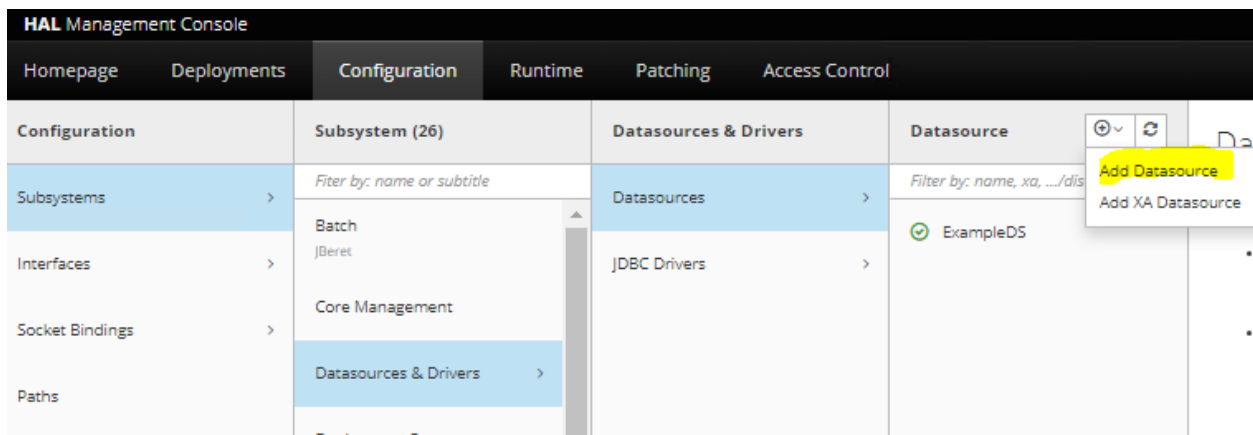 HAL Management Console
Homepage Deployments Configuration Runtime Patching Access Control
Configuration
Subsystems
Interfaces
Socket Bindings
Paths
Subsystem (26)
Fiter by: name or subtitle
Batch
JBeret
Core Management
Datasources & Drivers
Datasources & Drivers
Datasources
JDBC Drivers
Datasource
Filter by: name, xa, .../dis
ExampleDS
Add Datasource
Add XA Datasource
Da